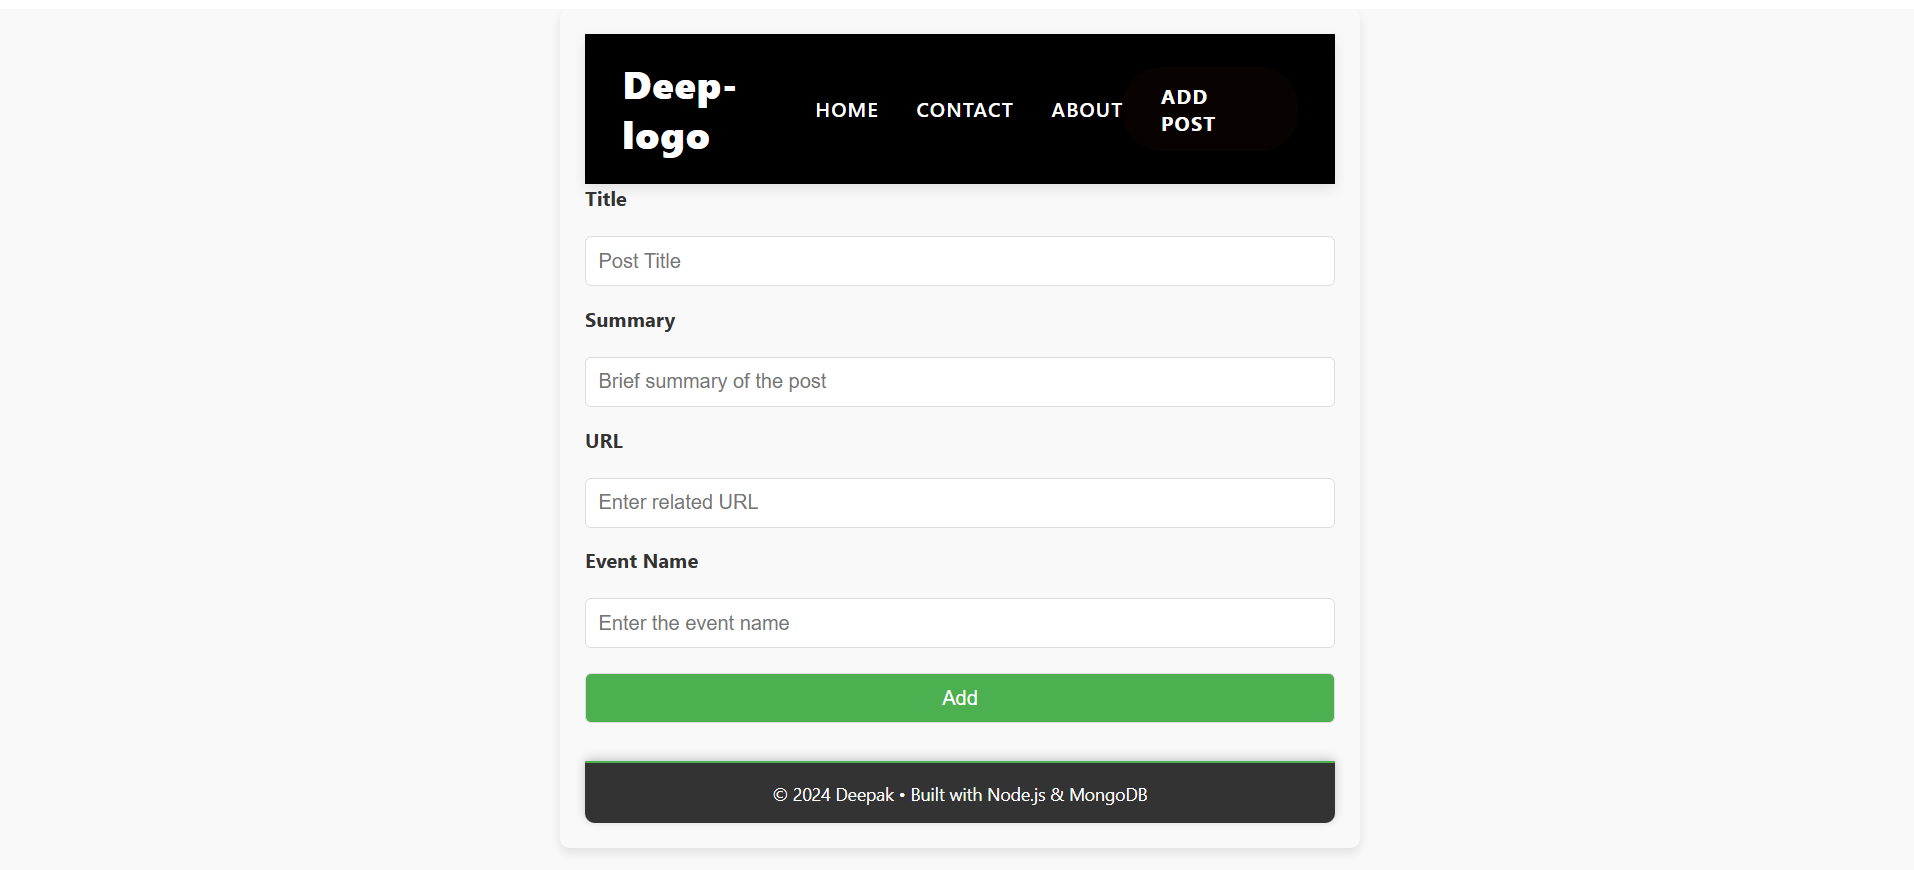 Deep-
logo
HOME CONTACT ABOUT
ADD
POST
Title
Post Title
Summary
Brief summary of the post
URL
Enter related URL
Event Name
Enter the event name
Add
© 2024 Deepak • Built with Node.js & MongoDB